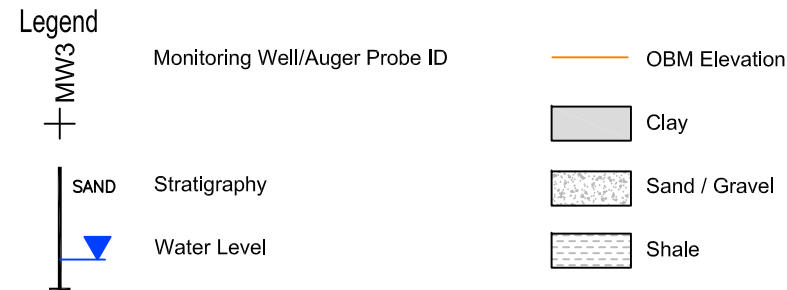 Legend
MW3
Monitoring Well/Auger Probe ID
SAND
Stratigraphy
Water Level
OBM Elevation
Clay
Sand / Gravel
Shale